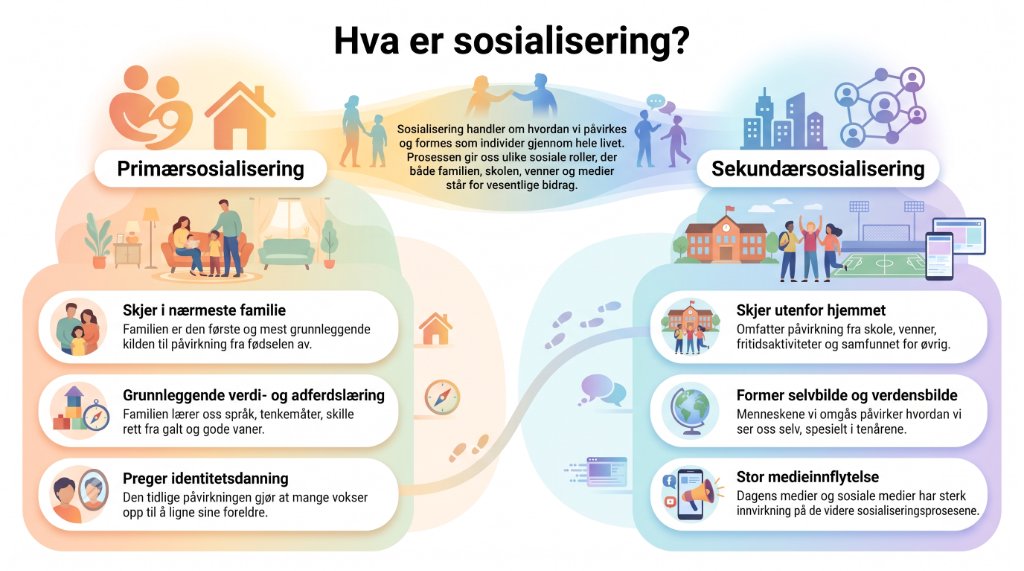 Hva er sosialisering?
Sosialisering handler om hvordan vi påvirkes
og formes som individer gjennom hele livet.
Prosessen gir oss ulike sosiale roller, der
både familien, skolen, venner og medier
står for vesentlige bidrag.
Primærsosialisering
Skjer i nærmeste familie
Familien er den første og mest grunnleggende
kilden til påvirkning fra fødselen av.
Grunnleggende verdi- og adferdslæring
Familien lærer oss språk, tenkemåter, skille
rett fra galt og gode vaner.
Preger identitetsdanning
Den tidlige påvirkningen gjør at mange vokser
opp til å ligne sine foreldre.
Sekundærsosialisering
Skjer utenfor hjemmet
Omfatter påvirkning fra skole, venner,
fritidsaktiviteter og samfunnet for øvrig.
Former selvbilde og verdensbilde
Menneskene vi omgås påvirker hvordan vi
ser oss selv, spesielt i tenårene.
Stor medieinnflytelse
Dagens medier og sosiale medier har sterk
innvirkning på de videre sosialiseringsprosesene.